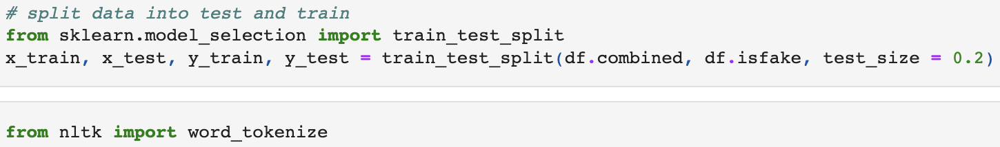 # split data into test and train
from sklearn.model_selection import train_test_split
x_train, x_test, y_train, y_test = train_test_split(df.combined, df.isfake, test_size = 0.2)
from nltk import word_tokenize